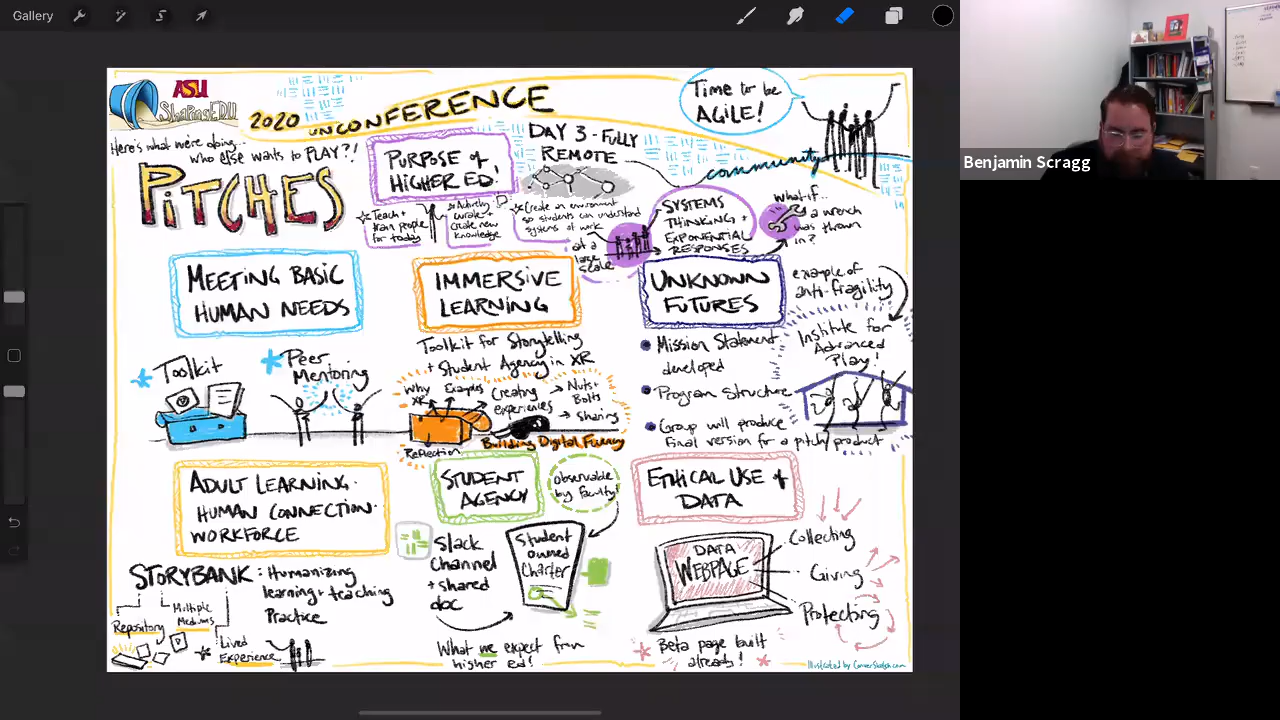 Gallery
Benjamin Scragg
ASU
ShapingEDU
2020 UNCONFERENCE
Time to be
AGILE!
Here's what we're doing...
who else wants to PLAY?!
PITCHES
DAY 3 - FULLY
REMOTE
community
PURPOSE of
HIGHER ED!
Teach +
train people
for today
Actively
curate +
create new
knowledge
Create an environment
so students can understand
systems at work
at a
large
scale
SYSTEMS
THINKING +
EXPONENTIAL
RESPONSES
what if...
a wrench
was thrown
in?
MEETING BASIC
HUMAN NEEDS
Toolkit
Peer
Mentoring
IMMERSIVE
LEARNING
Toolkit for Storytelling
+ Student Agency in XR
Why
XR
Examples
Creating
experiences
Nuts +
Bolts
Sharing
Building Digital Fluency
Reflection
UNKNOWN
FUTURES
Mission Statement
developed
Program Structure
Group will produce
Final version for a pitch/product
example of
anti-fragility
Institute for
Advanced
Play!
ADULT LEARNING.
HUMAN CONNECTION.
WORKFORCE
STORYBANK: Humanizing
learning + teaching
Practice
Repository
Multiple
Mediums
Lived
Experience
STUDENT
AGENCY
observable
by faculty!
Slack
Channel
+ shared
doc
Student
Owned
Charter
What we expect from
higher ed!
ETHICAL USE of
DATA
DATA
WEBPAGE
Collecting
Giving
Protecting
Beta page built
already!
Illustrated by ConverSketch.com